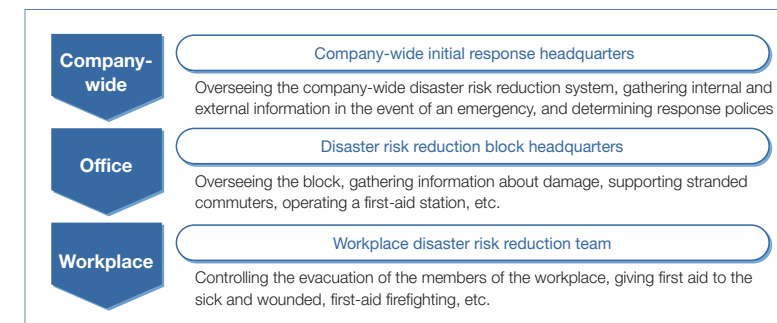 Company-
wide
Company-wide initial response headquarters
Overseeing the company-wide disaster risk reduction system, gathering internal and
external information in the event of an emergency, and determining response polices
Office
Disaster risk reduction block headquarters
Overseeing the block, gathering information about damage, supporting stranded
commuters, operating a first-aid station, etc.
Workplace
Workplace disaster risk reduction team
Controlling the evacuation of the members of the workplace, giving first aid to the
sick and wounded, first-aid firefighting, etc.